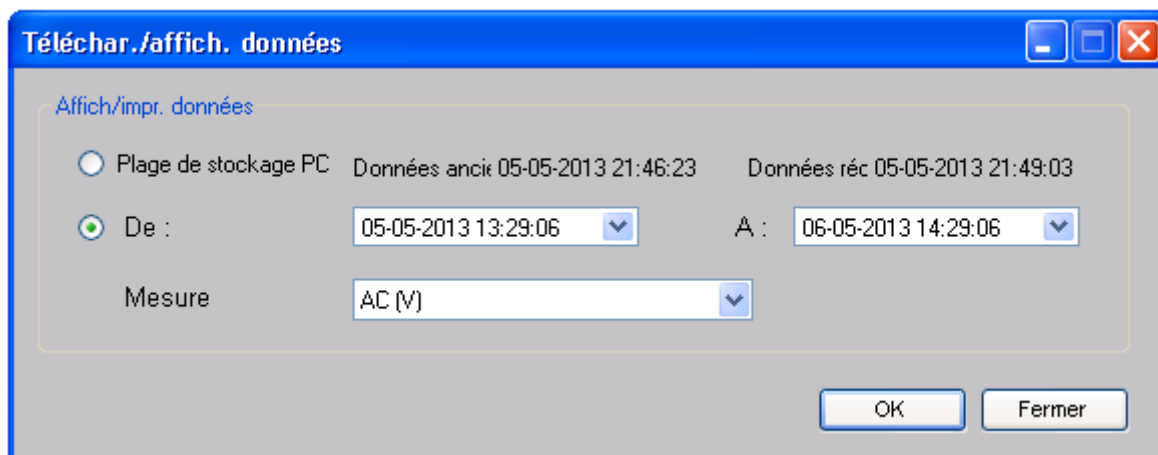 Téléchar./affich. données
Affich/impr. données
Plage de stockage PC Données ancie 05-05-2013 21:46:23 Données réc 05-05-2013 21:49:03
De : 05-05-2013 13:29:06 A : 06-05-2013 14:29:06
Mesure AC (V)
OK Fermer